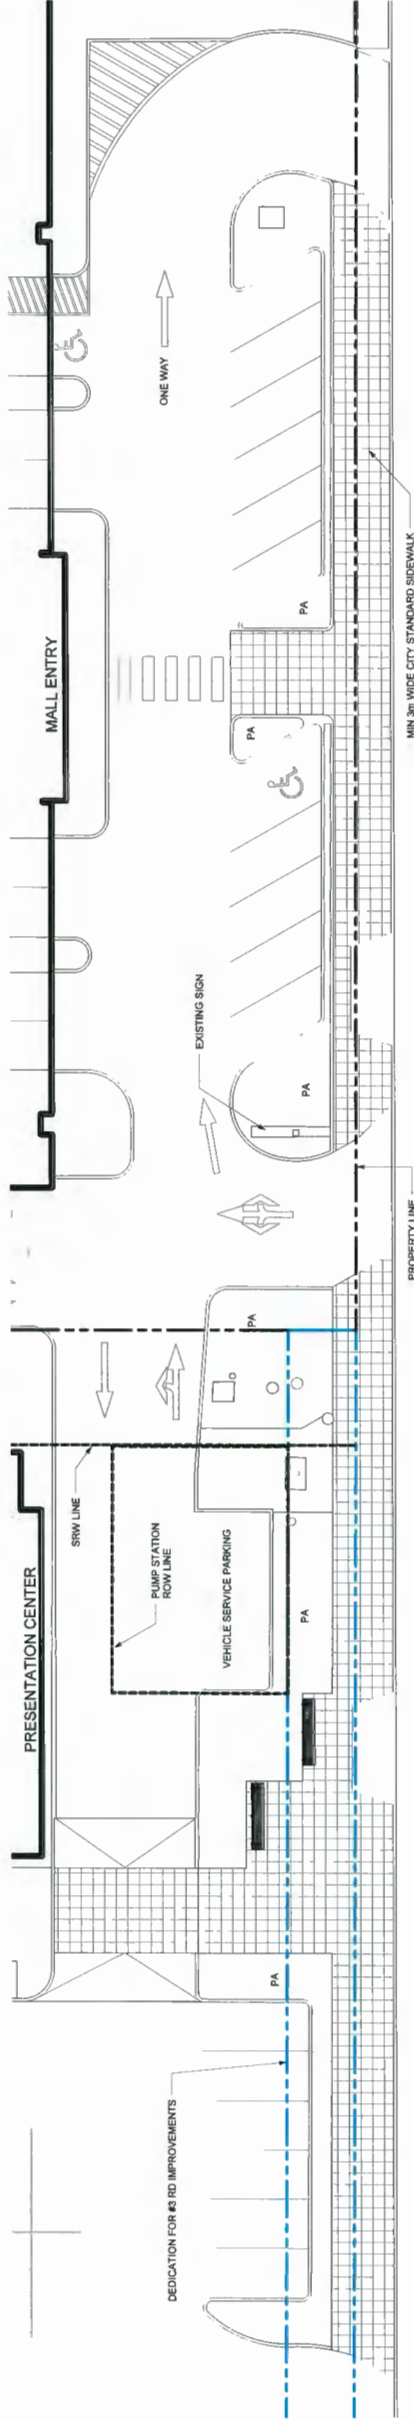 PRESENTATION CENTER
SRW LINE
PUMP STATION
ROW LINE
VEHICLE SERVICE PARKING
PA
PA
PA
DEDICATION FOR #3 RD IMPROVEMENTS
MALL ENTRY
EXISTING SIGN
PA
PA
PA
ONE WAY
PROPERTY LINE
MIN 3m WIDE CITY STANDARD SIDEWALK